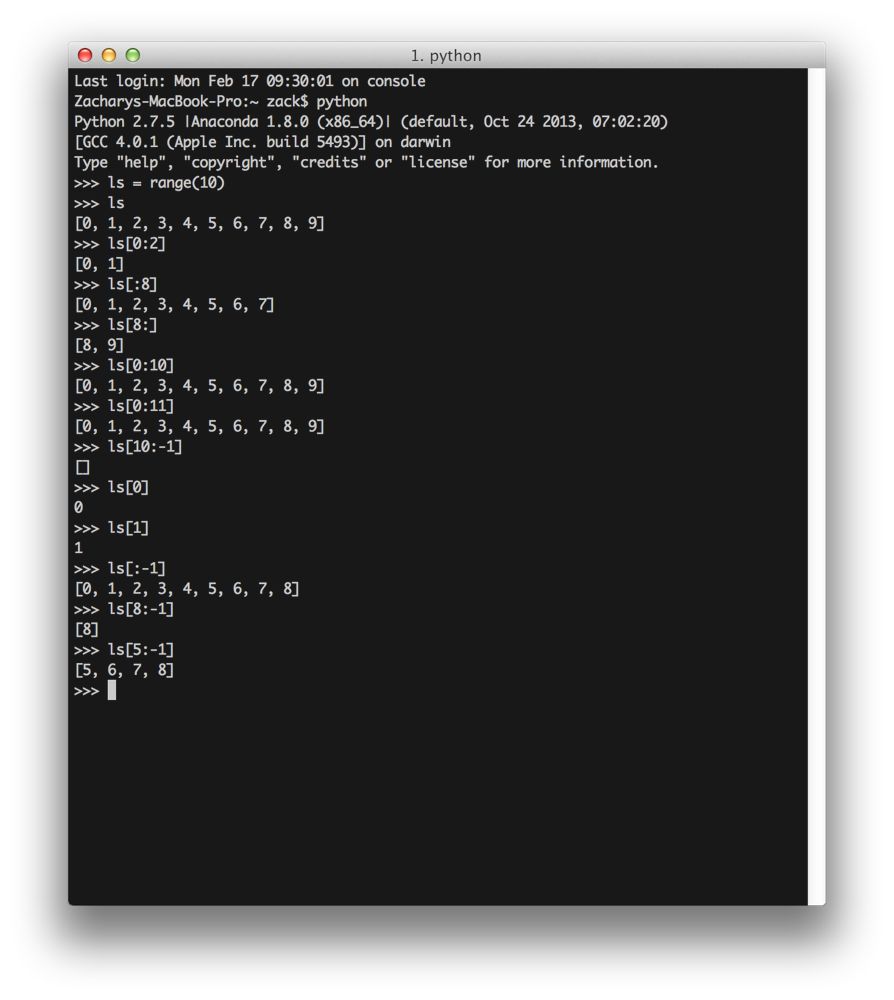 1. python
Last login: Mon Feb 17 09:30:01 on console
Zacharys-MacBook-Pro:~ zack$ python
Python 2.7.5 |Anaconda 1.8.0 (x86_64)| (default, Oct 24 2013, 07:02:20)
[GCC 4.0.1 (Apple Inc. build 5493)] on darwin
Type "help", "copyright", "credits" or "license" for more information.
>>> ls = range(10)
>>> ls
[0, 1, 2, 3, 4, 5, 6, 7, 8, 9]
>>> ls[0:2]
[0, 1]
>>> ls[:8]
[0, 1, 2, 3, 4, 5, 6, 7]
>>> ls[8:]
[8, 9]
>>> ls[0:10]
[0, 1, 2, 3, 4, 5, 6, 7, 8, 9]
>>> ls[0:11]
[0, 1, 2, 3, 4, 5, 6, 7, 8, 9]
>>> ls[10:-1]
[]
>>> ls[0]
0
>>> ls[1]
1
>>> ls[:-1]
[0, 1, 2, 3, 4, 5, 6, 7, 8]
>>> ls[8:-1]
[8]
>>> ls[5:-1]
[5, 6, 7, 8]
>>>